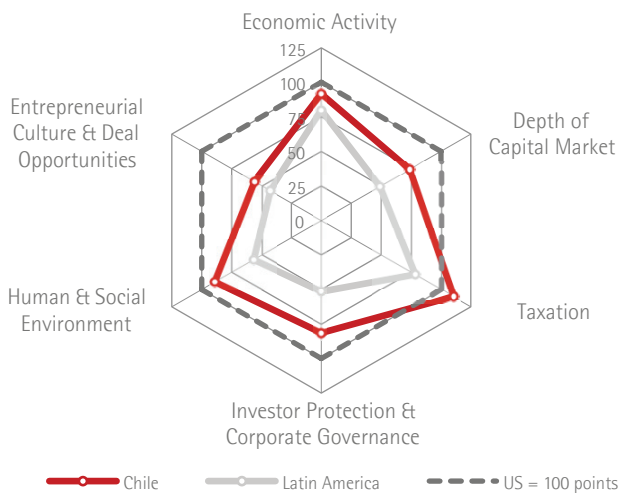 Economic Activity
125
100
75
50
25
0
Entrepreneurial
Culture & Deal
Opportunities
Depth of
Capital Market
Human & Social
Environment
Taxation
Investor Protection &
Corporate Governance
Chile
Latin America
US = 100 points